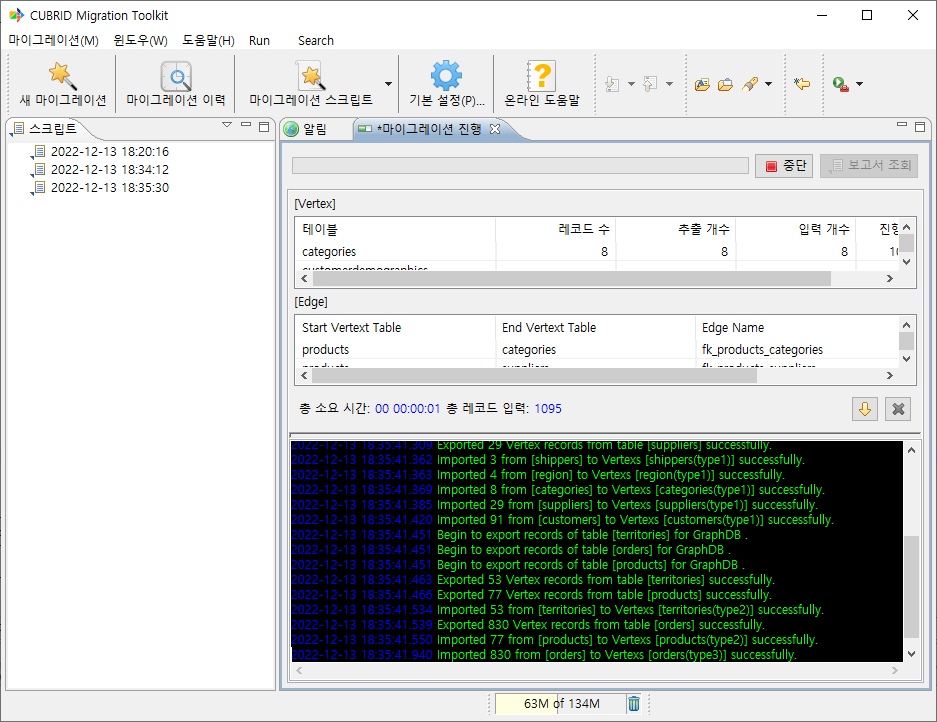 CUBRID Migration Toolkit
마이그레이션(M) 윈도우(W) 도움말(H) Run Search
새 마이그레이션 마이그레이션 이력 마이그레이션 스크립트 기본 설정(P)... 온라인 도움말
스크립트
2022-12-13 18:20:16
2022-12-13 18:34:12
2022-12-13 18:35:30
알림 *마이그레이션 진행
중단 보고서 조회
[Vertex]
테이블 레코드 수 추출 개수 입력 개수 진행
categories 8 8 8 10
customerdemographics
[Edge]
Start Vertext Table End Vertext Table Edge Name
products categories fk_products_categories
products suppliers fk_products_suppliers
총 소요 시간: 00 00:00:01 총 레코드 입력: 1095
2022-12-13 18:35:41.309 Exported 29 Vertex records from table [suppliers] successfully.
2022-12-13 18:35:41.362 Imported 3 from [shippers] to Vertexs [shippers(type1)] successfully.
2022-12-13 18:35:41.363 Imported 4 from [region] to Vertexs [region(type1)] successfully.
2022-12-13 18:35:41.369 Imported 8 from [categories] to Vertexs [categories(type1)] successfully.
2022-12-13 18:35:41.385 Imported 29 from [suppliers] to Vertexs [suppliers(type1)] successfully.
2022-12-13 18:35:41.420 Imported 91 from [customers] to Vertexs [customers(type1)] successfully.
2022-12-13 18:35:41.451 Begin to export records of table [territories] for GraphDB .
2022-12-13 18:35:41.451 Begin to export records of table [orders] for GraphDB .
2022-12-13 18:35:41.451 Begin to export records of table [products] for GraphDB .
2022-12-13 18:35:41.463 Exported 53 Vertex records from table [territories] successfully.
2022-12-13 18:35:41.466 Exported 77 Vertex records from table [products] successfully.
2022-12-13 18:35:41.534 Imported 53 from [territories] to Vertexs [territories(type2)] successfully.
2022-12-13 18:35:41.539 Exported 830 Vertex records from table [orders] successfully.
2022-12-13 18:35:41.550 Imported 77 from [products] to Vertexs [products(type2)] successfully.
2022-12-13 18:35:41.940 Imported 830 from [orders] to Vertexs [orders(type3)] successfully.
63M of 134M